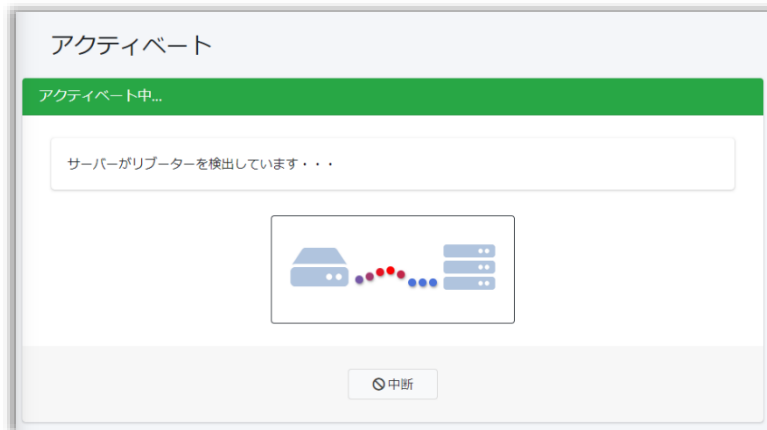 アクティベート
アクティベート中...
サーバーがリブーターを検出しています・・・
中断